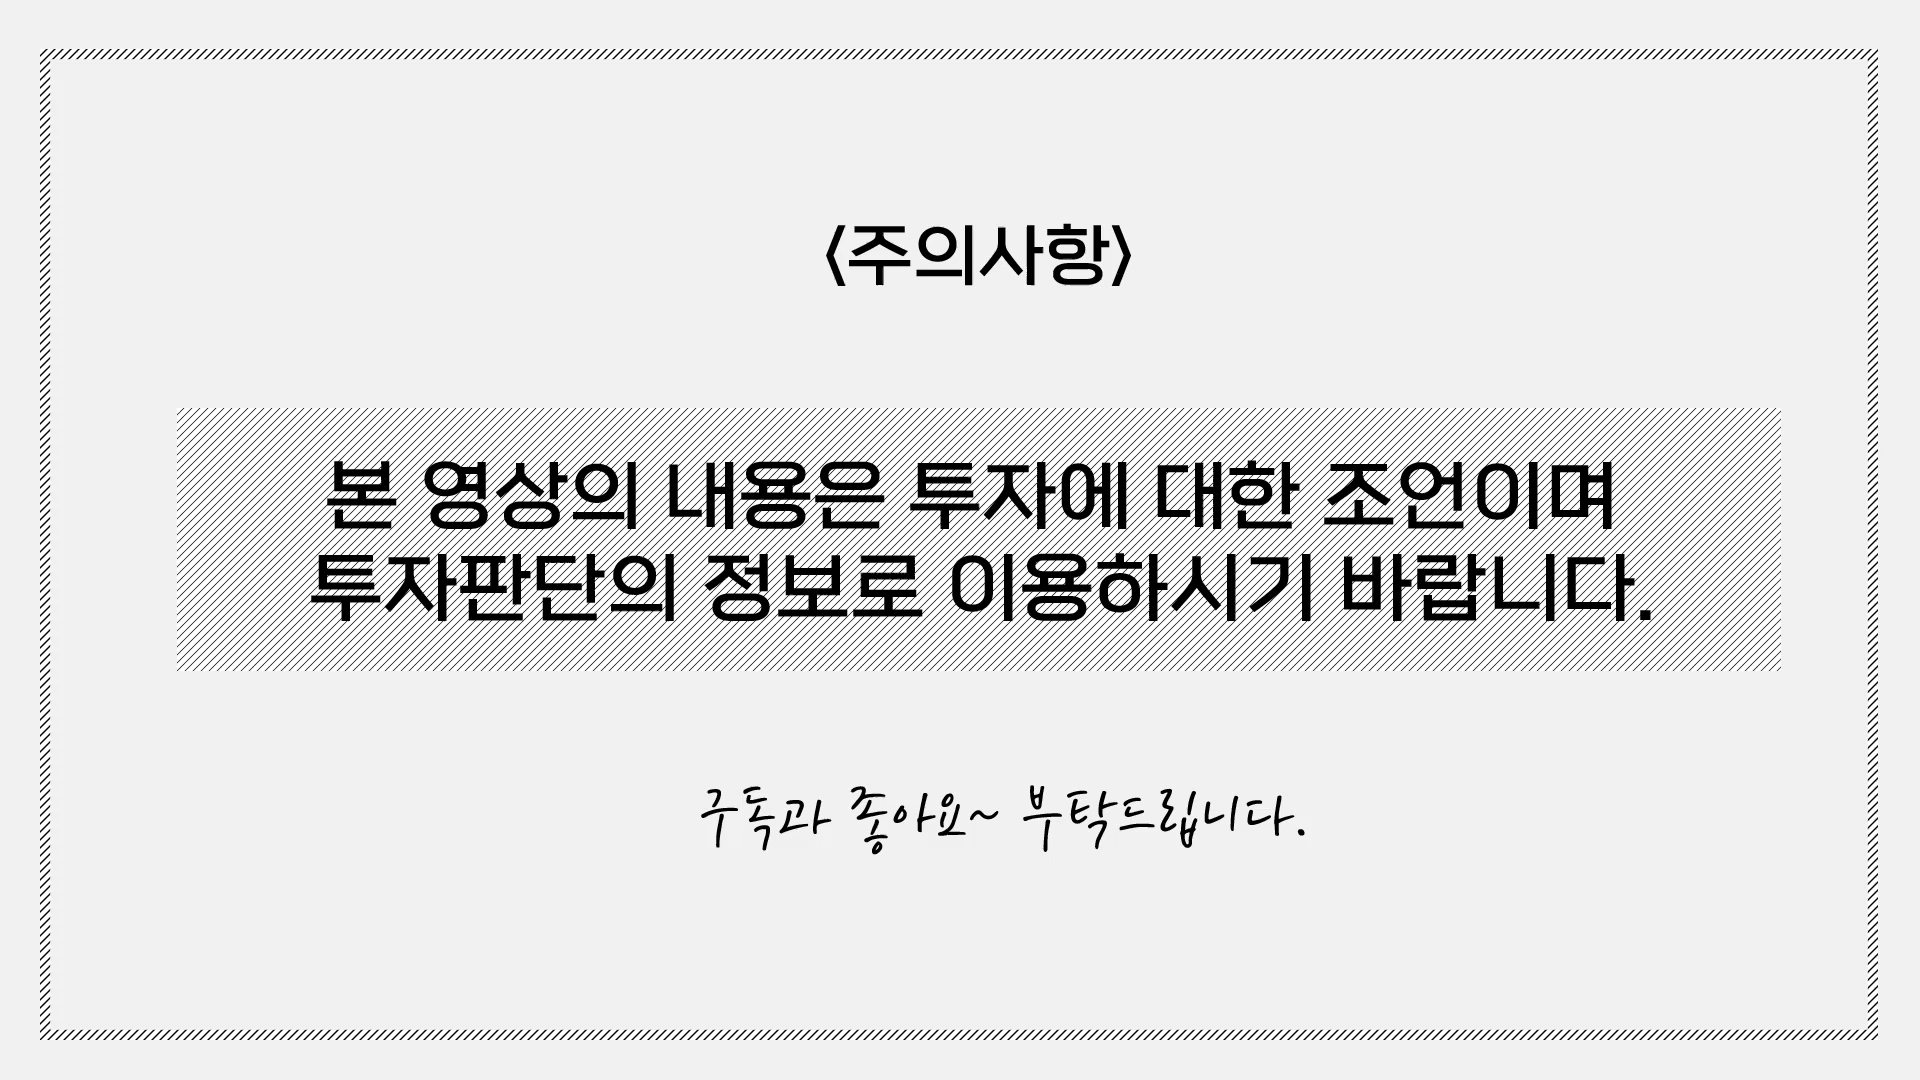 〈주의사항〉
본 영상의 내용은 투자에 대한 조언이며
투자판단의 정보로 이용하시기 바랍니다.
구독과 좋아요~ 부탁드립니다.